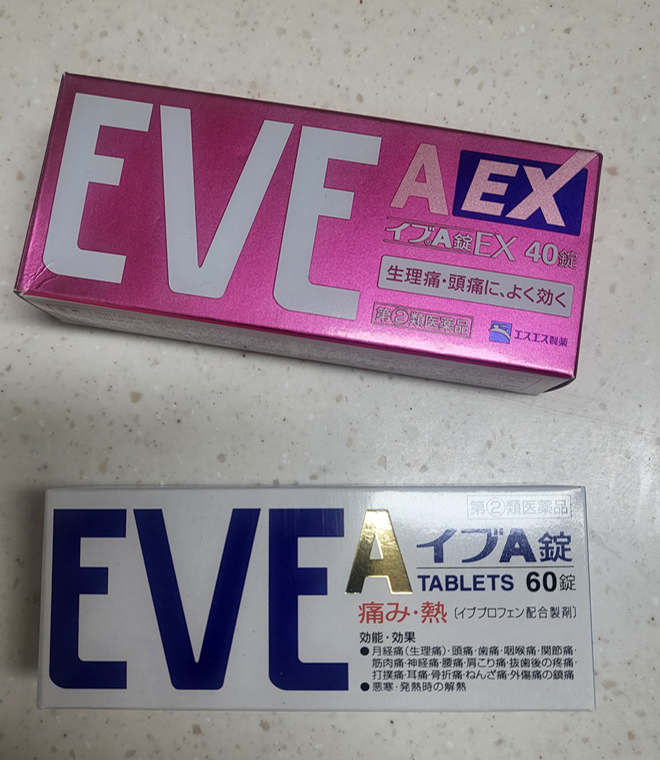 EVE
A EX
イブA錠EX 40錠
生理痛・頭痛に、よく効く
第②類医薬品
エスエス製薬
第②類医薬品
EVE A イブA錠
TABLETS 60錠
痛み・熱 〔イブプロフェン配合製剤〕
効能・効果
●月経痛(生理痛)・頭痛・歯痛・咽喉痛・関節痛・
筋肉痛・神経痛・腰痛・肩こり痛・抜歯後の疼痛・
打撲痛・耳痛・骨折痛・ねんざ痛・外傷痛の鎮痛
●悪寒・発熱時の解熱